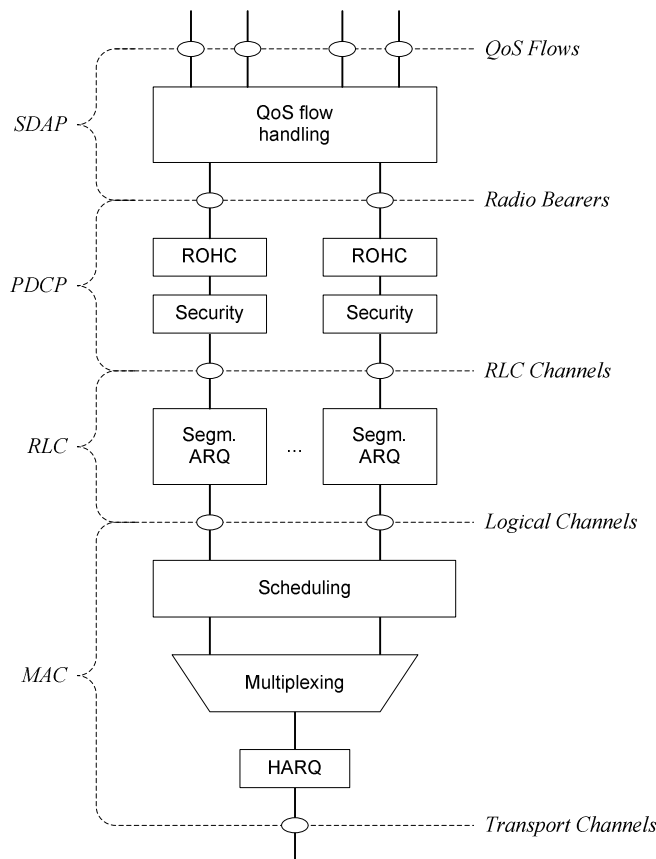 QoS Flows
SDAP
QoS flow
handling
Radio Bearers
ROHC
ROHC
PDCP
Security
Security
RLC Channels
RLC
Segm.
ARQ
...
Segm.
ARQ
Logical Channels
Scheduling
MAC
Multiplexing
HARQ
Transport Channels